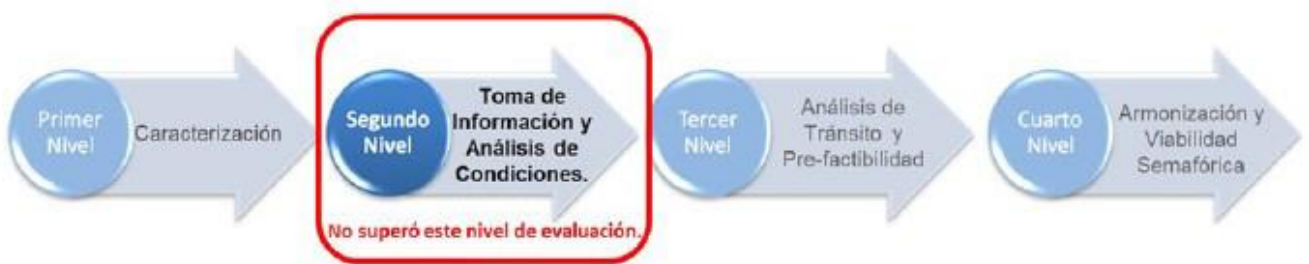 Primer
Nivel
Caracterización
Segundo
Nivel
Toma de
Información y
Análisis de
Condiciones.
No superó este nivel de evaluación.
Tercer
Nivel
Análisis de
Tránsito y
Pre-factibilidad
Cuarto
Nivel
Armonización y
Viabilidad
Semafórica